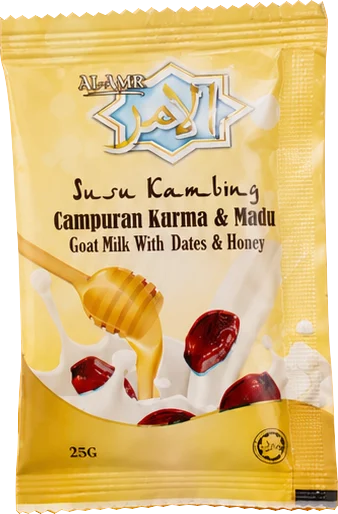 AL-AMR
الامر
Susu Kambing
Campuran Kurma & Madu
Goat Milk With Dates & Honey
25G